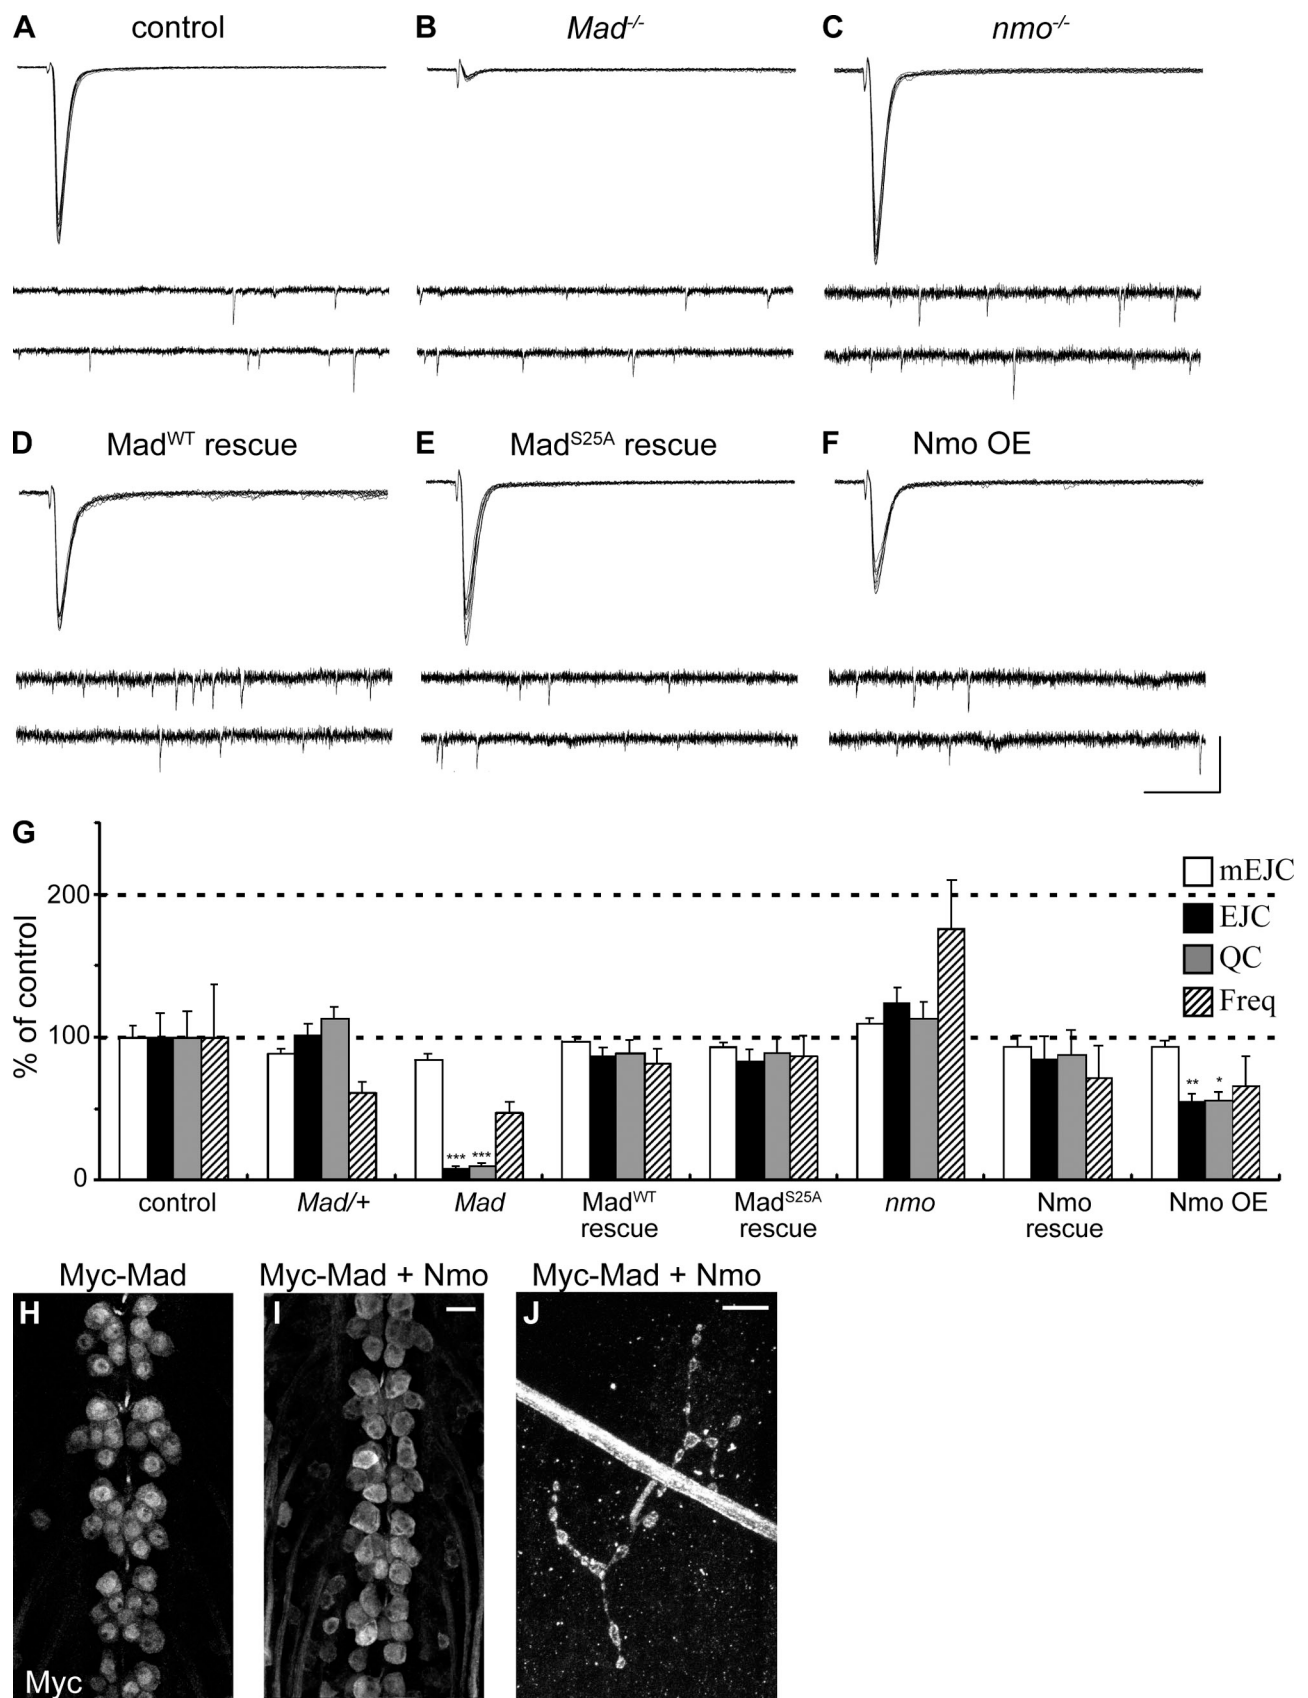 A control B Mad-/- C nmo-/-
D MadWT rescue E MadS25A rescue F Nmo OE
G
% of control
200
100
0
mEJC
EJC
QC
Freq
*** *** ** *
control Mad/+ Mad MadWT MadS25A nmo Nmo Nmo OE
rescue rescue rescue
Myc-Mad Myc-Mad + Nmo Myc-Mad + Nmo
H I J
Myc